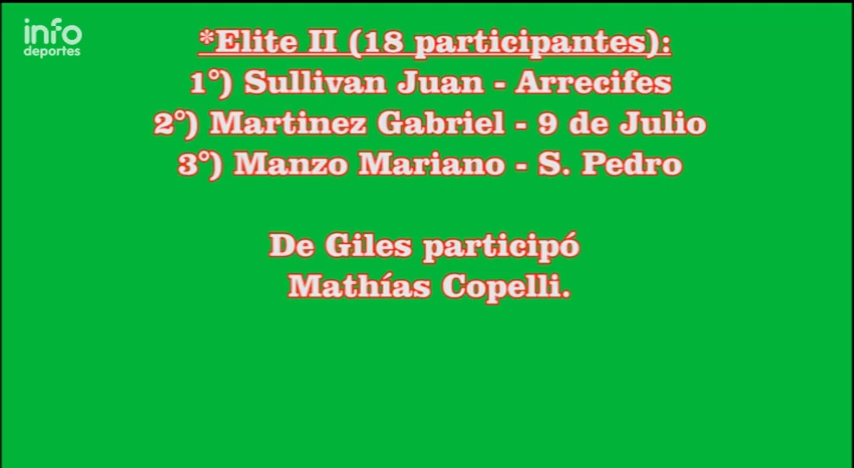 info
deportes
*Elite II (18 participantes):
1°) Sullivan Juan - Arrecifes
2°) Martinez Gabriel - 9 de Julio
3°) Manzo Mariano - S. Pedro
De Giles participó
Mathías Copelli.